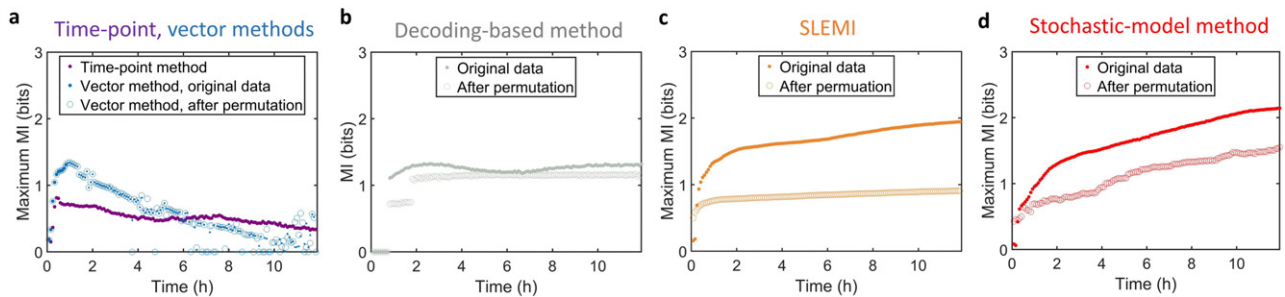 a
Time-point, vector methods
Maximum MI (bits)
3
2
1
0
Time-point method
Vector method, original data
Vector method, after permutation
0 2 4 6 8 10
Time (h)
b
Decoding-based method
MI (bits)
3
2
1
0
Original data
After permutation
0 2 4 6 8 10
Time (h)
c
SLEMI
Maximum MI (bits)
3
2
1
0
Original data
After permuation
0 2 4 6 8 10
Time (h)
d
Stochastic-model method
Maximum MI (bits)
3
2
1
0
Original data
After permutation
0 2 4 6 8 10
Time (h)